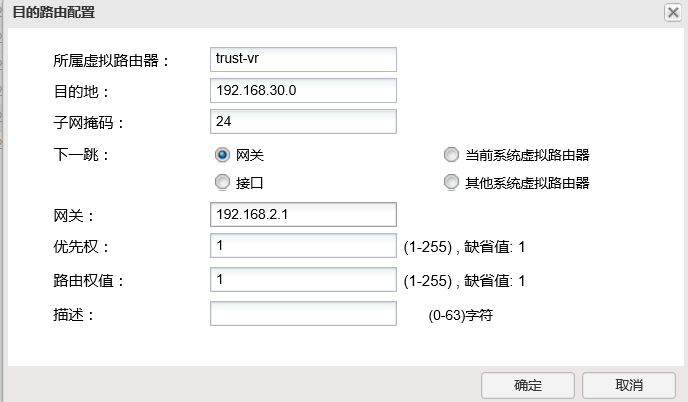 目的路由配置
所属虚拟路由器： trust-vr
目的地： 192.168.30.0
子网掩码： 24
下一跳： 网关 当前系统虚拟路由器
接口 其他系统虚拟路由器
网关： 192.168.2.1
优先权： 1 (1-255) , 缺省值: 1
路由权值： 1 (1-255) , 缺省值: 1
描述： (0-63)字符
确定 取消